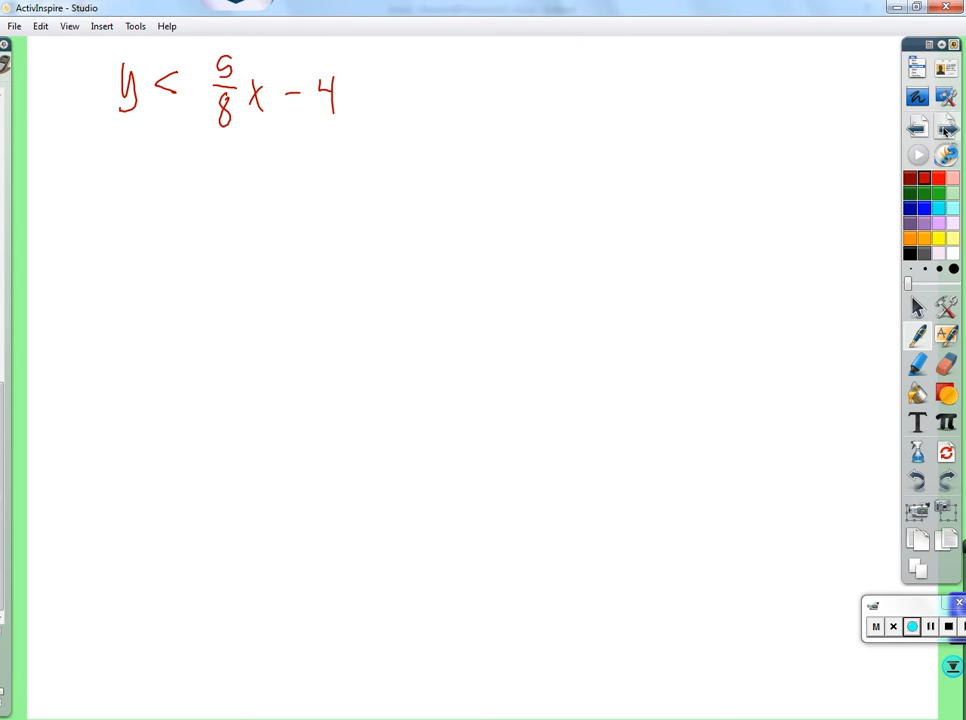 ActivInspire - Studio
File Edit View Insert Tools Help
y < 5/8 x - 4
M